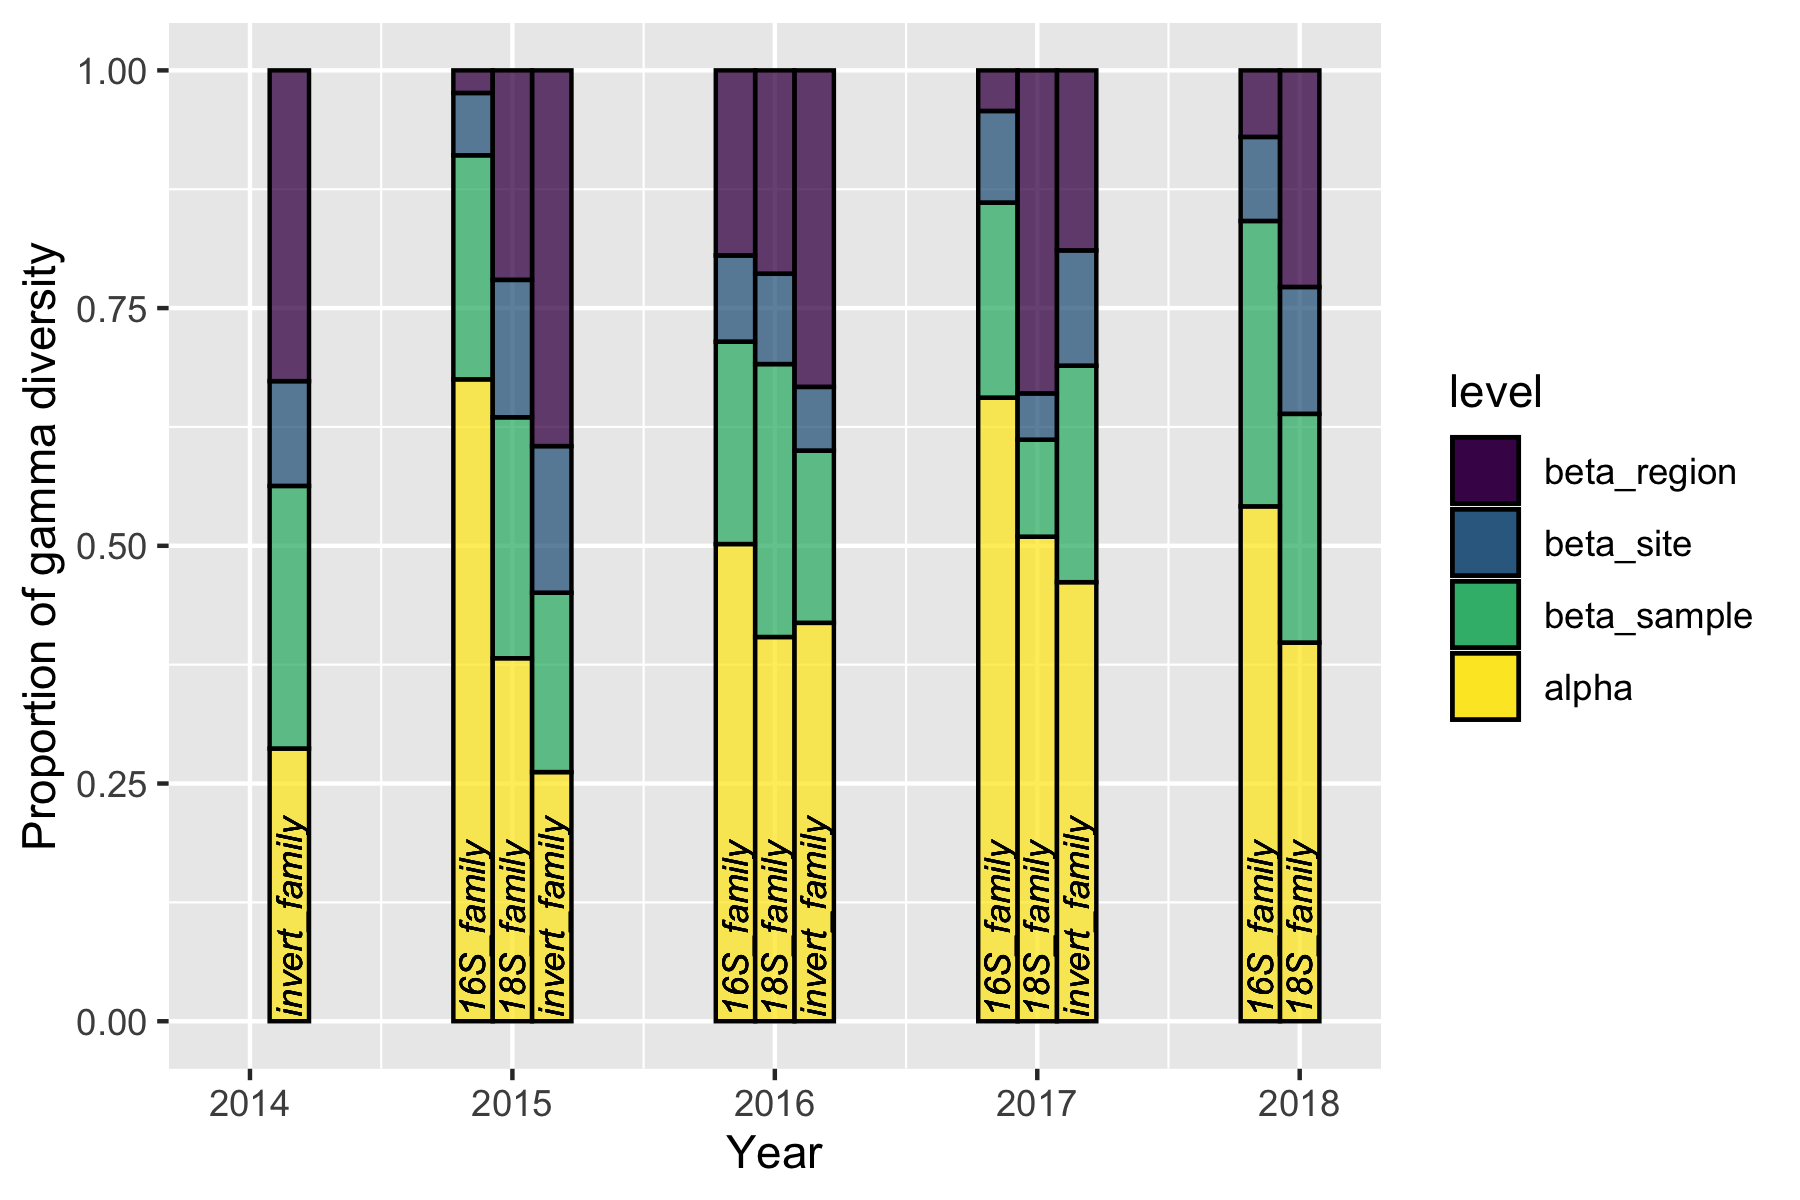 Proportion of gamma diversity
1.00
0.75
0.50
0.25
0.00
invert_family
16S_family
18S_family
invert_family
16S_family
18S_family
invert_family
16S_family
18S_family
invert_family
16S_family
18S_family
2014
2015
2016
2017
2018
Year
level
beta_region
beta_site
beta_sample
alpha